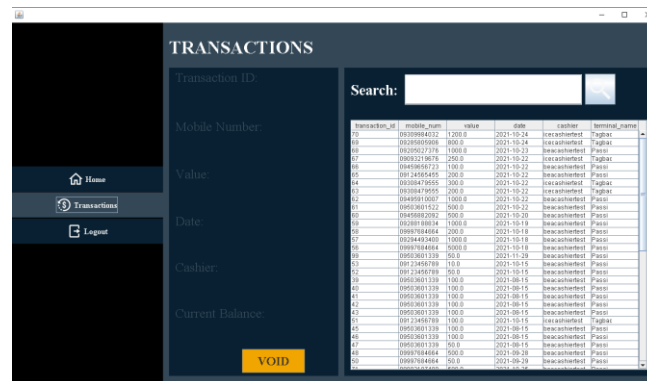 TRANSACTIONS
Transaction ID:
Mobile Number:
Value:
Date:
Cashier:
Current Balance:
VOID
Home
Transactions
Logout
Search:
transaction_id mobile_num value date cashier terminal_name
70 09309984032 1200.0 2021-10-24 icecashiertest Tagbac
69 09285805906 800.0 2021-10-24 icecashiertest Tagbac
68 09205027376 1000.0 2021-10-23 beacashiertest Passi
67 09093219676 250.0 2021-10-22 icecashiertest Tagbac
66 09459656723 100.0 2021-10-22 beacashiertest Passi
65 09124565455 200.0 2021-10-22 beacashiertest Passi
64 09308479555 300.0 2021-10-22 icecashiertest Tagbac
63 09308479555 200.0 2021-10-22 icecashiertest Tagbac
62 09495910007 1000.0 2021-10-22 beacashiertest Passi
61 09503601522 500.0 2021-10-22 beacashiertest Passi
60 09458882092 500.0 2021-10-20 beacashiertest Passi
59 09298188634 1000.0 2021-10-19 beacashiertest Passi
58 09997684664 200.0 2021-10-18 beacashiertest Passi
57 09294493400 1000.0 2021-10-18 beacashiertest Passi
56 09997684664 5000.0 2021-10-18 beacashiertest Passi
99 09503601339 50.0 2021-11-29 beacashiertest Passi
53 09123456789 10.0 2021-10-15 beacashiertest Passi
52 09123456789 50.0 2021-10-15 beacashiertest Passi
39 09503601339 100.0 2021-08-15 beacashiertest Passi
40 09503601339 100.0 2021-08-15 beacashiertest Passi
41 09503601339 100.0 2021-08-15 beacashiertest Passi
42 09503601339 100.0 2021-08-15 beacashiertest Passi
43 09503601339 100.0 2021-08-15 beacashiertest Passi
51 09123456789 100.0 2021-10-15 icecashiertest Tagbac
45 09503601339 100.0 2021-08-15 beacashiertest Passi
46 09503601339 100.0 2021-08-15 beacashiertest Passi
47 09503601339 50.0 2021-08-15 beacashiertest Passi
48 09997684664 500.0 2021-09-28 beacashiertest Passi
50 09997684664 50.0 2021-09-29 beacashiertest Passi